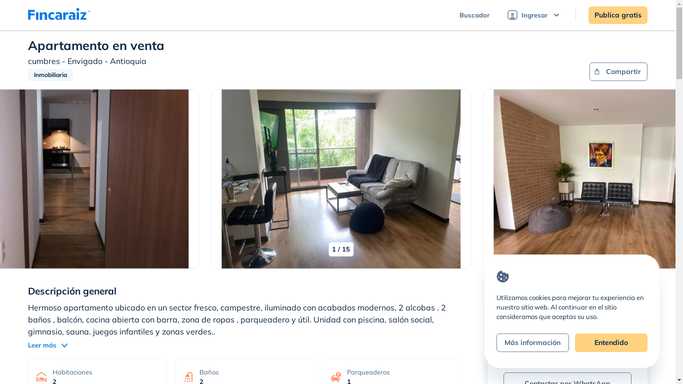 Fincaraiz
Buscador
Ingresar
Publica gratis
Apartamento en venta
cumbres - Envigado - Antioquia
Inmobiliaria
Compartir
1 / 15
Descripción general
Hermoso apartamento ubicado en un sector fresco, campestre, iluminado con acabados modernos, 2 alcobas . 2
baños . balcón, cocina abierta con barra, zona de ropas . parqueadero y útil. Unidad con piscina, salón social,
gimnasio, sauna. juegos infantiles y zonas verdes..
Leer más
Habitaciones
2
Baños
2
Parqueaderos
1
Utilizamos cookies para mejorar tu experiencia en
nuestro sitio web. Al continuar en el sitio
consideramos que aceptas su uso.
Más información
Entendido
Contactar por WhatsApp